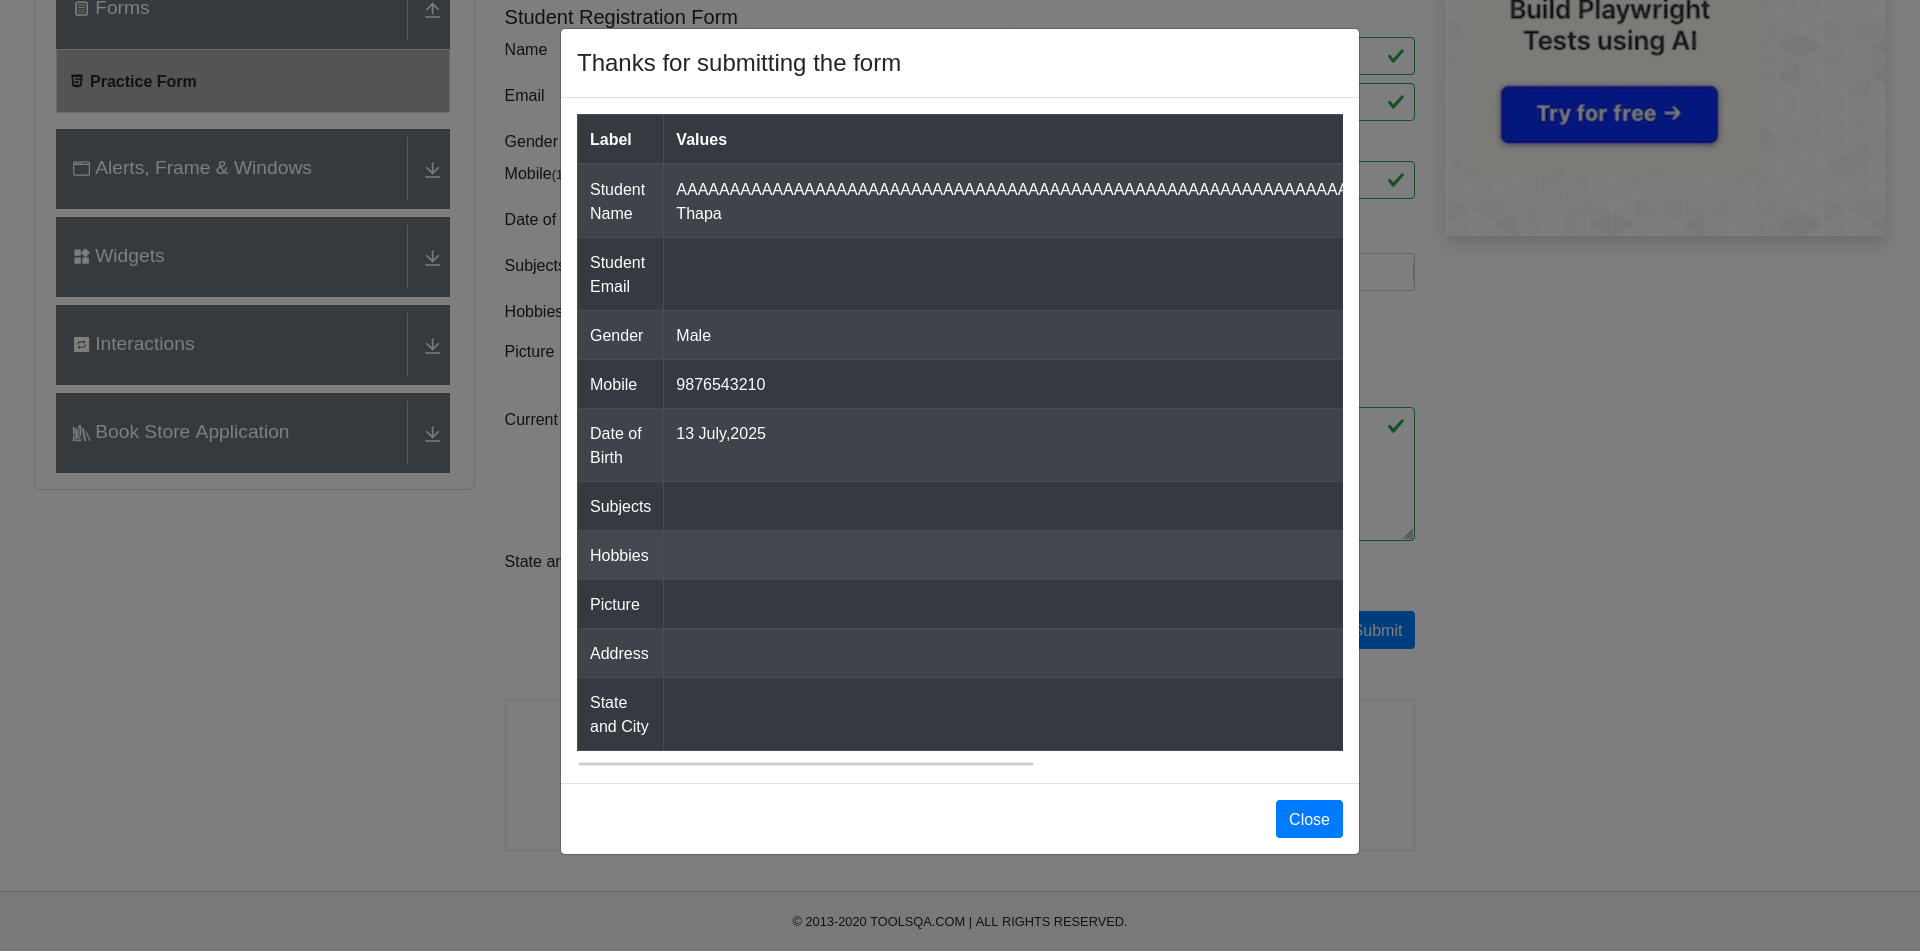 Forms
Practice Form
Alerts, Frame & Windows
Widgets
Interactions
Book Store Application
Student Registration Form
Name
Email
Gender
Mobile(1
Date of
Subjects
Hobbies
Picture
Current
State an
Submit
Thanks for submitting the form
Label Values
Student Name
AAAAAAAAAAAAAAAAAAAAAAAAAAAAAAAAAAAAAAAAAAAAAAAAAAAAAAAAAAAAAAA
Thapa
Student Email
Gender Male
Mobile 9876543210
Date of Birth
13 July,2025
Subjects
Hobbies
Picture
Address
State and City
Close
Build Playwright
Tests using AI
Try for free →
© 2013-2020 TOOLSQA.COM | ALL RIGHTS RESERVED.